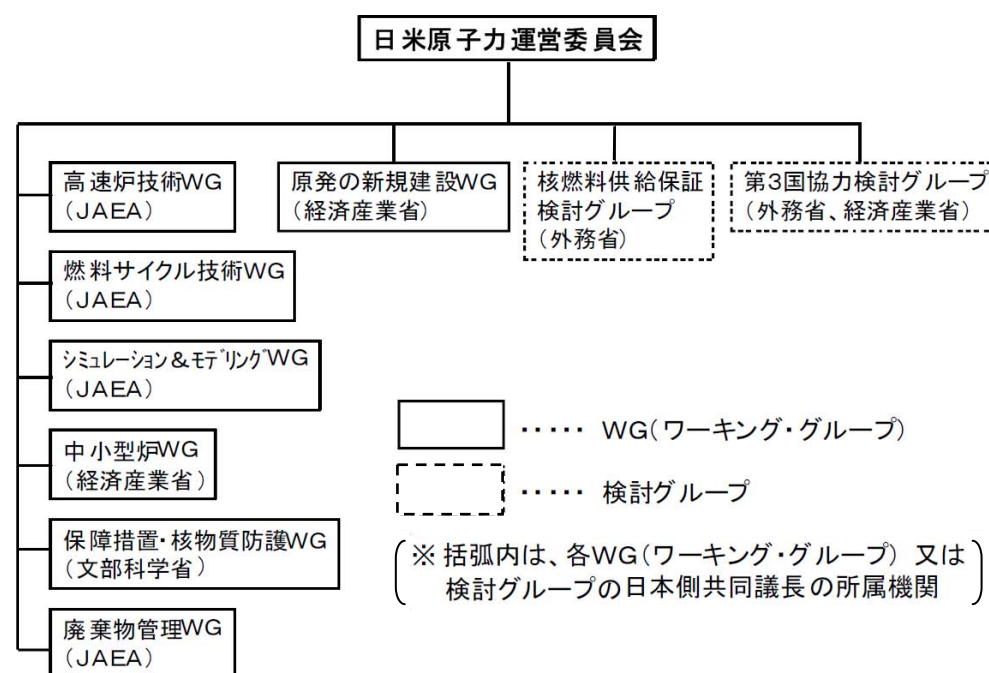 日米原子力運営委員会
高速炉技術WG
(JAEA)
原発の新規建設WG
(経済産業省)
核燃料供給保証
検討グループ
(外務省)
第3国協力検討グループ
(外務省、経済産業省)
燃料サイクル技術WG
(JAEA)
シミュレーション&モデリングWG
(JAEA)
中小型炉WG
(経済産業省)
保障措置・核物質防護WG
(文部科学省)
廃棄物管理WG
(JAEA)
‥‥‥ WG(ワーキング・グループ)
‥‥‥ 検討グループ
※ 括弧内は、各WG(ワーキング・グループ) 又は
検討グループの日本側共同議長の所属機関